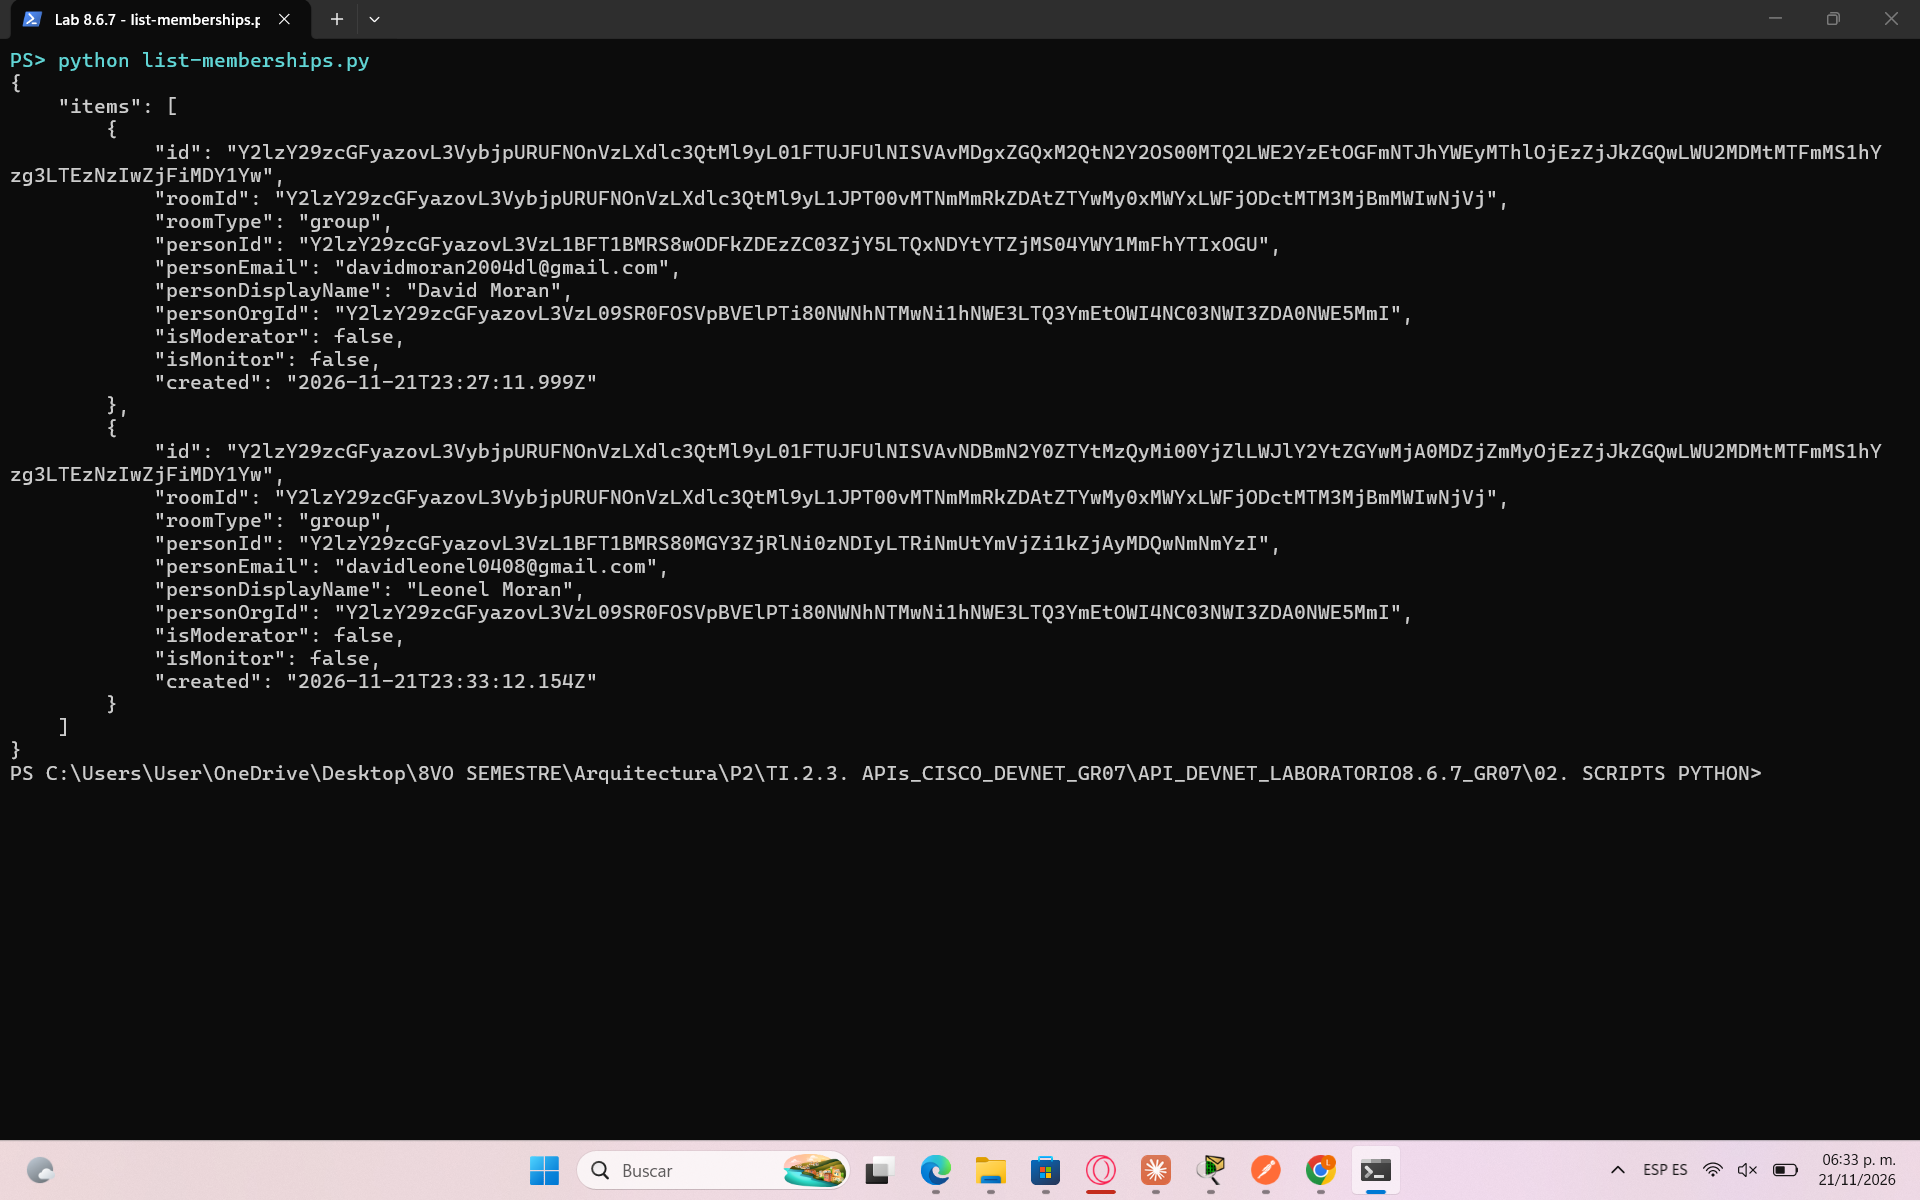 Lab 8.6.7 - list-memberships.p
PS> python list-memberships.py
{
    "items": [
        {
            "id": "Y2lzY29zcGFyazovL3VybjpURUFNOnVzLXdlc3QtMl9yL01FTUJFUlNISVAvMDgxZGQxM2QtN2Y2OS00MTQ2LWE2YzEtOGFmNTJhYWEyMThlOjEzZjJkZGQwLWU2MDMtMTFmMS1hY
zg3LTEzNzIwZjFiMDY1Yw",
            "roomId": "Y2lzY29zcGFyazovL3VybjpURUFNOnVzLXdlc3QtMl9yL1JPT00vMTNmMmRkZDAtZTYwMy0xMWYxLWFjODctMTM3MjBmMWIwNjVj",
            "roomType": "group",
            "personId": "Y2lzY29zcGFyazovL3VzL1BFT1BMRS8wODFkZDEzZC03ZjY5LTQxNDYtYTZjMS04YWY1MmFhYTIxOGU",
            "personEmail": "davidmoran2004dl@gmail.com",
            "personDisplayName": "David Moran",
            "personOrgId": "Y2lzY29zcGFyazovL3VzL09SR0FOSVpBVElPTi80NWNhNTMwNi1hNWE3LTQ3YmEtOWI4NC03NWI3ZDA0NWE5MmI",
            "isModerator": false,
            "isMonitor": false,
            "created": "2026-11-21T23:27:11.999Z"
        },
        {
            "id": "Y2lzY29zcGFyazovL3VybjpURUFNOnVzLXdlc3QtMl9yL01FTUJFUlNISVAvNDBmN2Y0ZTYtMzQyMi00YjZlLWJlY2YtZGYwMjA0MDZjZmMyOjEzZjJkZGQwLWU2MDMtMTFmMS1hY
zg3LTEzNzIwZjFiMDY1Yw",
            "roomId": "Y2lzY29zcGFyazovL3VybjpURUFNOnVzLXdlc3QtMl9yL1JPT00vMTNmMmRkZDAtZTYwMy0xMWYxLWFjODctMTM3MjBmMWIwNjVj",
            "roomType": "group",
            "personId": "Y2lzY29zcGFyazovL3VzL1BFT1BMRS80MGY3ZjRlNi0zNDIyLTRiNmUtYmVjZi1kZjAyMDQwNmNmYzI",
            "personEmail": "davidleonel0408@gmail.com",
            "personDisplayName": "Leonel Moran",
            "personOrgId": "Y2lzY29zcGFyazovL3VzL09SR0FOSVpBVElPTi80NWNhNTMwNi1hNWE3LTQ3YmEtOWI4NC03NWI3ZDA0NWE5MmI",
            "isModerator": false,
            "isMonitor": false,
            "created": "2026-11-21T23:33:12.154Z"
        }
    ]
}
PS C:\Users\User\OneDrive\Desktop\8VO SEMESTRE\Arquitectura\P2\TI.2.3. APIs_CISCO_DEVNET_GR07\API_DEVNET_LABORATORIO8.6.7_GR07\02. SCRIPTS PYTHON>
Buscar
ESP ES
06:33 p. m.
21/11/2026